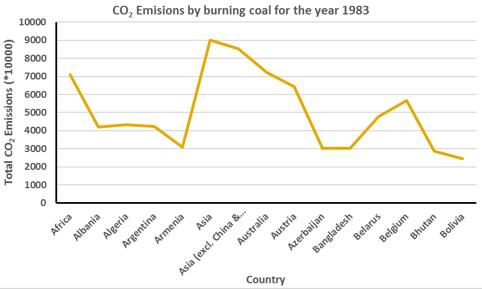 CO₂ Emisions by burning coal for the year 1983
Total CO₂ Emissions (*10000)
10000
9000
8000
7000
6000
5000
4000
3000
2000
1000
0
Africa
Albania
Algeria
Argentina
Armenia
Asia
Asia (excl. China &...
Australia
Austria
Azerbaijan
Bangladesh
Belarus
Belgium
Bhutan
Bolivia
Country